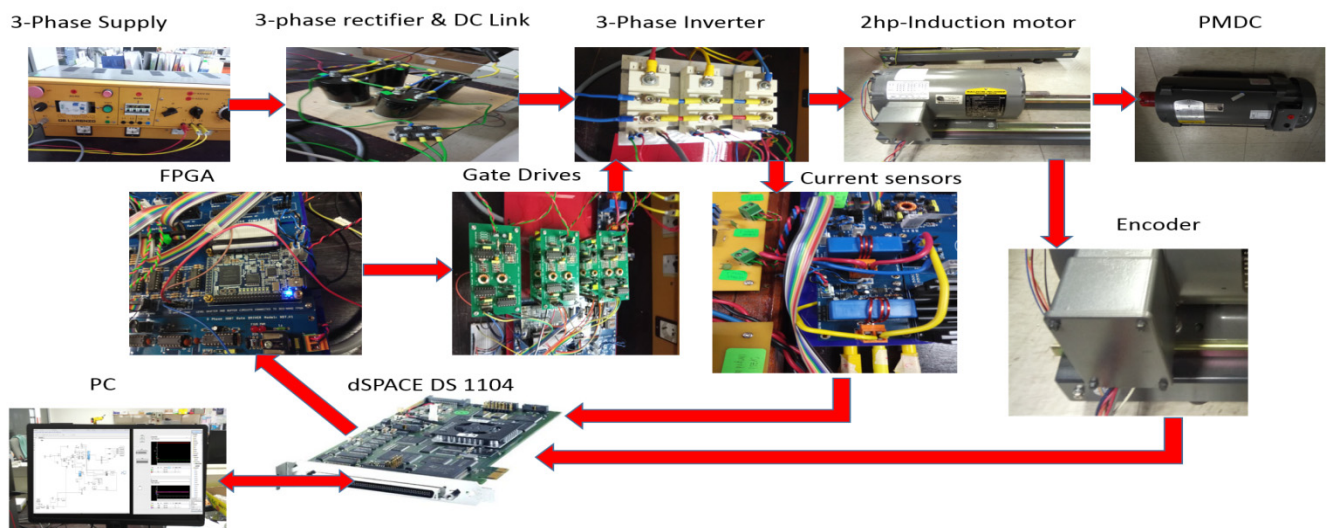 3-Phase Supply
3-phase rectifier & DC Link
3-Phase Inverter
2hp-Induction motor
PMDC
FPGA
Gate Drives
Current sensors
Encoder
PC
dSPACE DS 1104